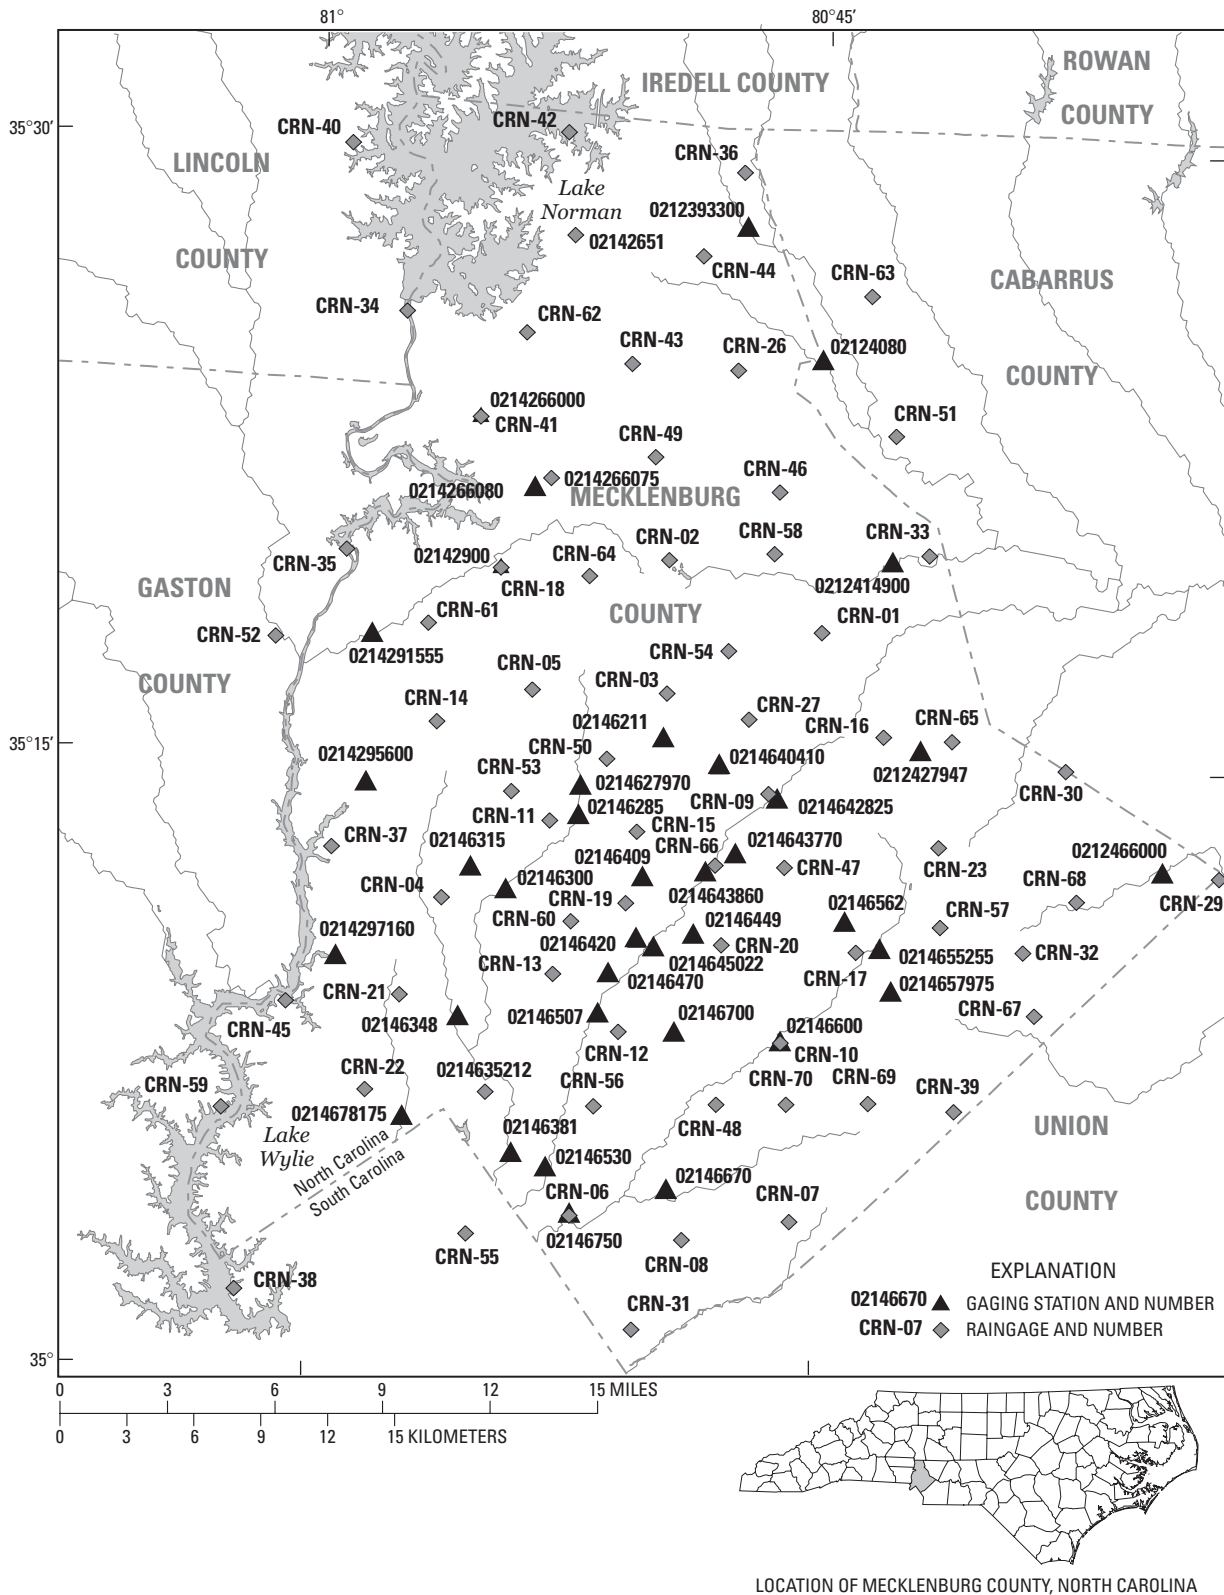 81°
80°45'
IREDELL COUNTY
ROWAN
COUNTY
35°30'
CRN-40
CRN-42
CRN-36
LINCOLN
COUNTY
Lake
Norman
0212393300
02142651
CRN-44
CRN-63
CABARRUS
COUNTY
CRN-34
CRN-62
CRN-43
CRN-26
02124080
0214266000
CRN-41
CRN-51
CRN-49
CRN-46
0214266080
0214266075
MECKLENBURG
COUNTY
CRN-35
02142900
CRN-18
CRN-64
CRN-02
CRN-58
CRN-33
0212414900
GASTON
COUNTY
CRN-61
CRN-52
0214291555
CRN-01
CRN-54
CRN-05
CRN-03
CRN-14
CRN-27
CRN-16
CRN-65
02146211
35°15'
0214295600
CRN-50
CRN-53
0214627970
0214640410
0212427947
CRN-30
CRN-09
0214642825
02146285
CRN-11
CRN-15
CRN-37
02146315
CRN-66
0214643770
02146409
CRN-47
CRN-23
0212466000
CRN-04
02146300
CRN-19
0214643860
CRN-68
CRN-29
CRN-60
02146562
CRN-57
0214297160
02146449
02146420
CRN-20
0214645022
CRN-13
CRN-17
0214655255
CRN-32
02146470
0214657975
CRN-21
CRN-45
02146348
02146507
02146700
CRN-67
CRN-12
02146600
CRN-10
CRN-22
0214635212
CRN-56
CRN-70
CRN-69
CRN-39
CRN-59
0214678175
CRN-48
Lake
Wylie
North Carolina
South Carolina
02146381
02146530
UNION
COUNTY
CRN-06
02146750
02146670
CRN-07
CRN-55
CRN-08
CRN-38
CRN-31
EXPLANATION
02146670 GAGING STATION AND NUMBER
CRN-07 RAINGAGE AND NUMBER
35°
0 3 6 9 12 15 MILES
0 3 6 9 12 15 KILOMETERS
LOCATION OF MECKLENBURG COUNTY, NORTH CAROLINA